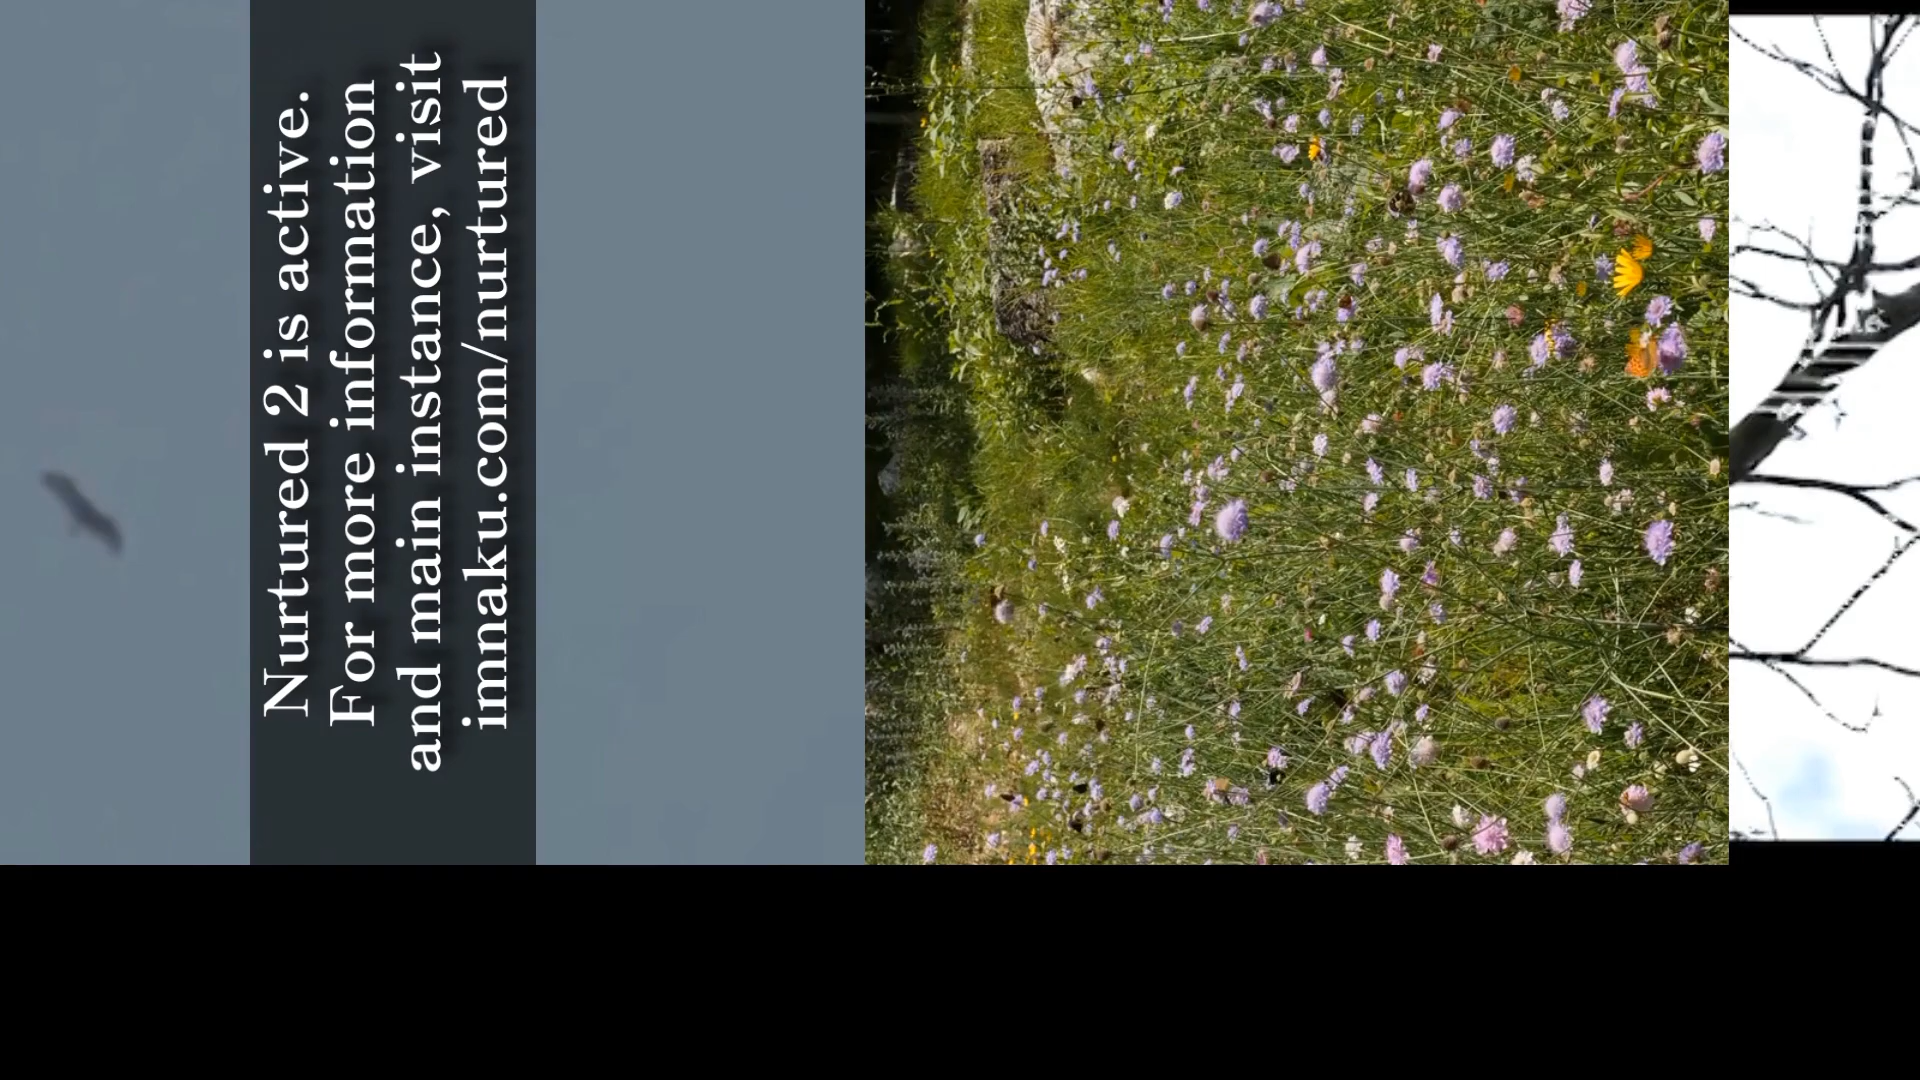 Nurtured 2 is active.
For more information
and main instance, visit
imnaku.com/nurtured